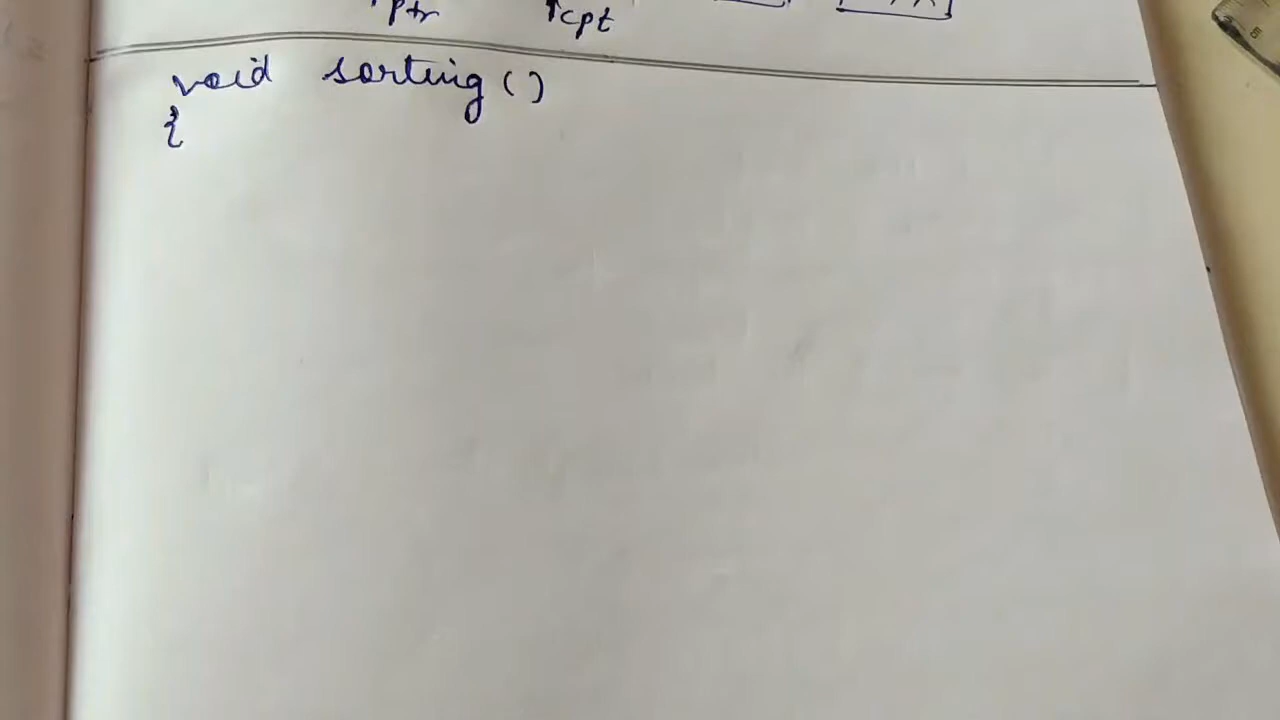 ptr cpt
void sorting()
{